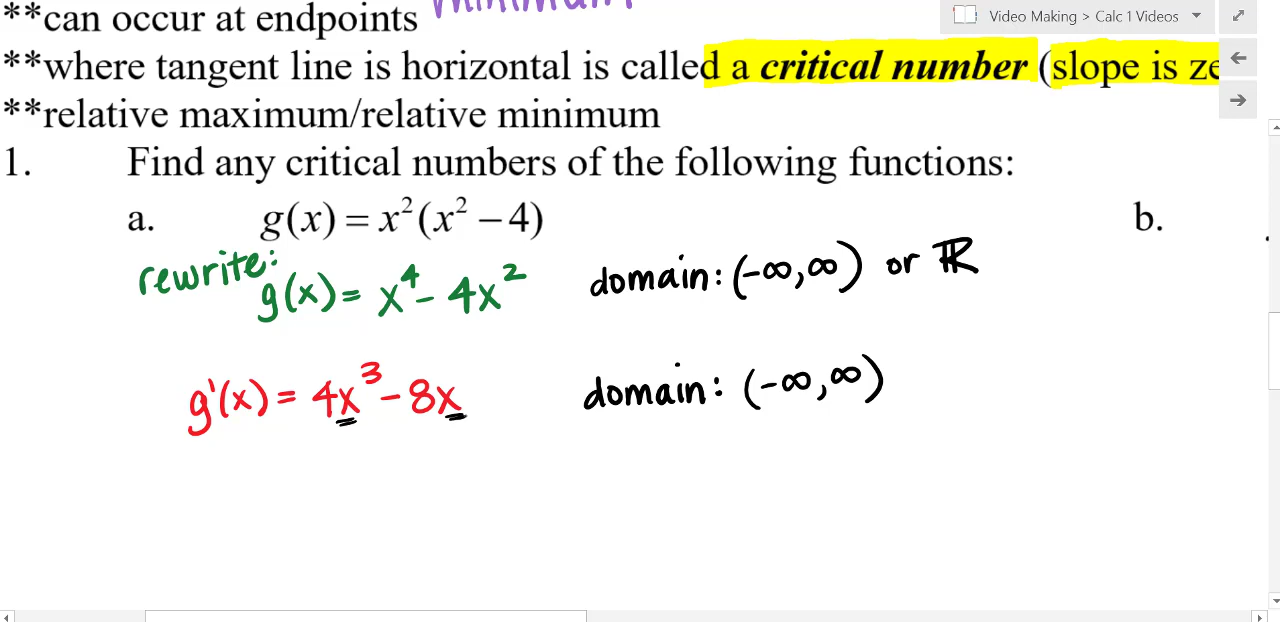 minimum
**can occur at endpoints
Video Making > Calc 1 Videos
**where tangent line is horizontal is called a critical number (slope is ze
**relative maximum/relative minimum
1. Find any critical numbers of the following functions:
a. g(x) = x²(x² − 4) b.
rewrite: g(x) = x⁴ − 4x² domain: (−∞,∞) or ℝ
g'(x) = 4x³ − 8x domain: (−∞,∞)